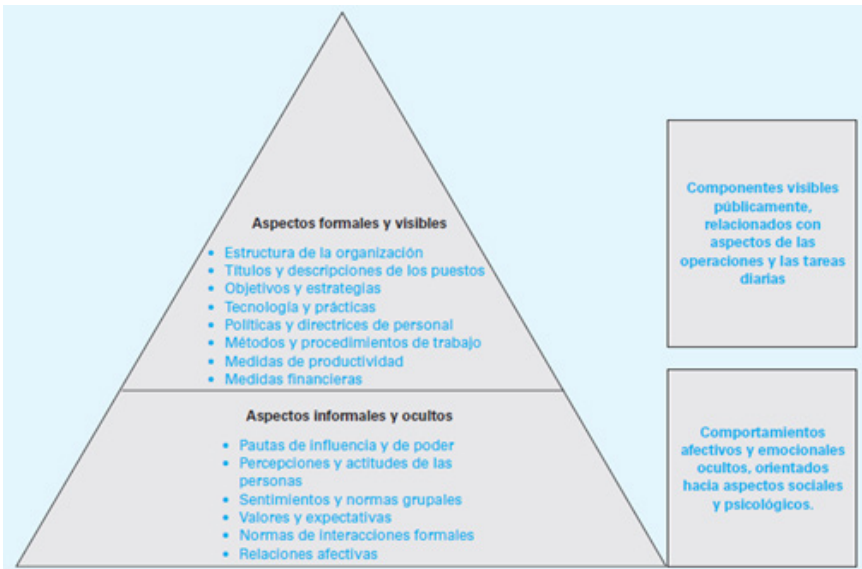 Aspectos formales y visibles
• Estructura de la organización
• Títulos y descripciones de los puestos
• Objetivos y estrategias
• Tecnología y prácticas
• Políticas y directrices de personal
• Métodos y procedimientos de trabajo
• Medidas de productividad
• Medidas financieras
Aspectos informales y ocultos
• Pautas de influencia y de poder
• Percepciones y actitudes de las
personas
• Sentimientos y normas grupales
• Valores y expectativas
• Normas de interacciones formales
• Relaciones afectivas
Componentes visibles
públicamente,
relacionados con
aspectos de las
operaciones y las tareas
diarias
Comportamientos
afectivos y emocionales
ocultos, orientados
hacia aspectos sociales
y psicológicos.